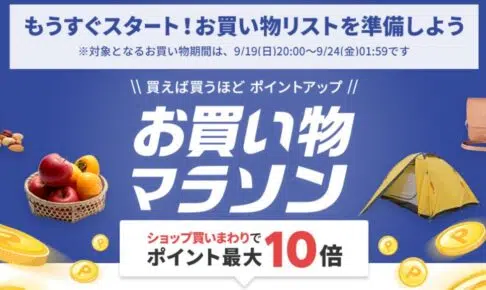 もうすぐスタート!お買い物リストを準備しよう
※対象となるお買い物期間は、9/19(日)20:00~9/24(金)01:59です
\\ 買えば買うほど ポイントアップ //
お買い物
マラソン
ショップ買いまわりで
ポイント最大10倍
P
P
P
P